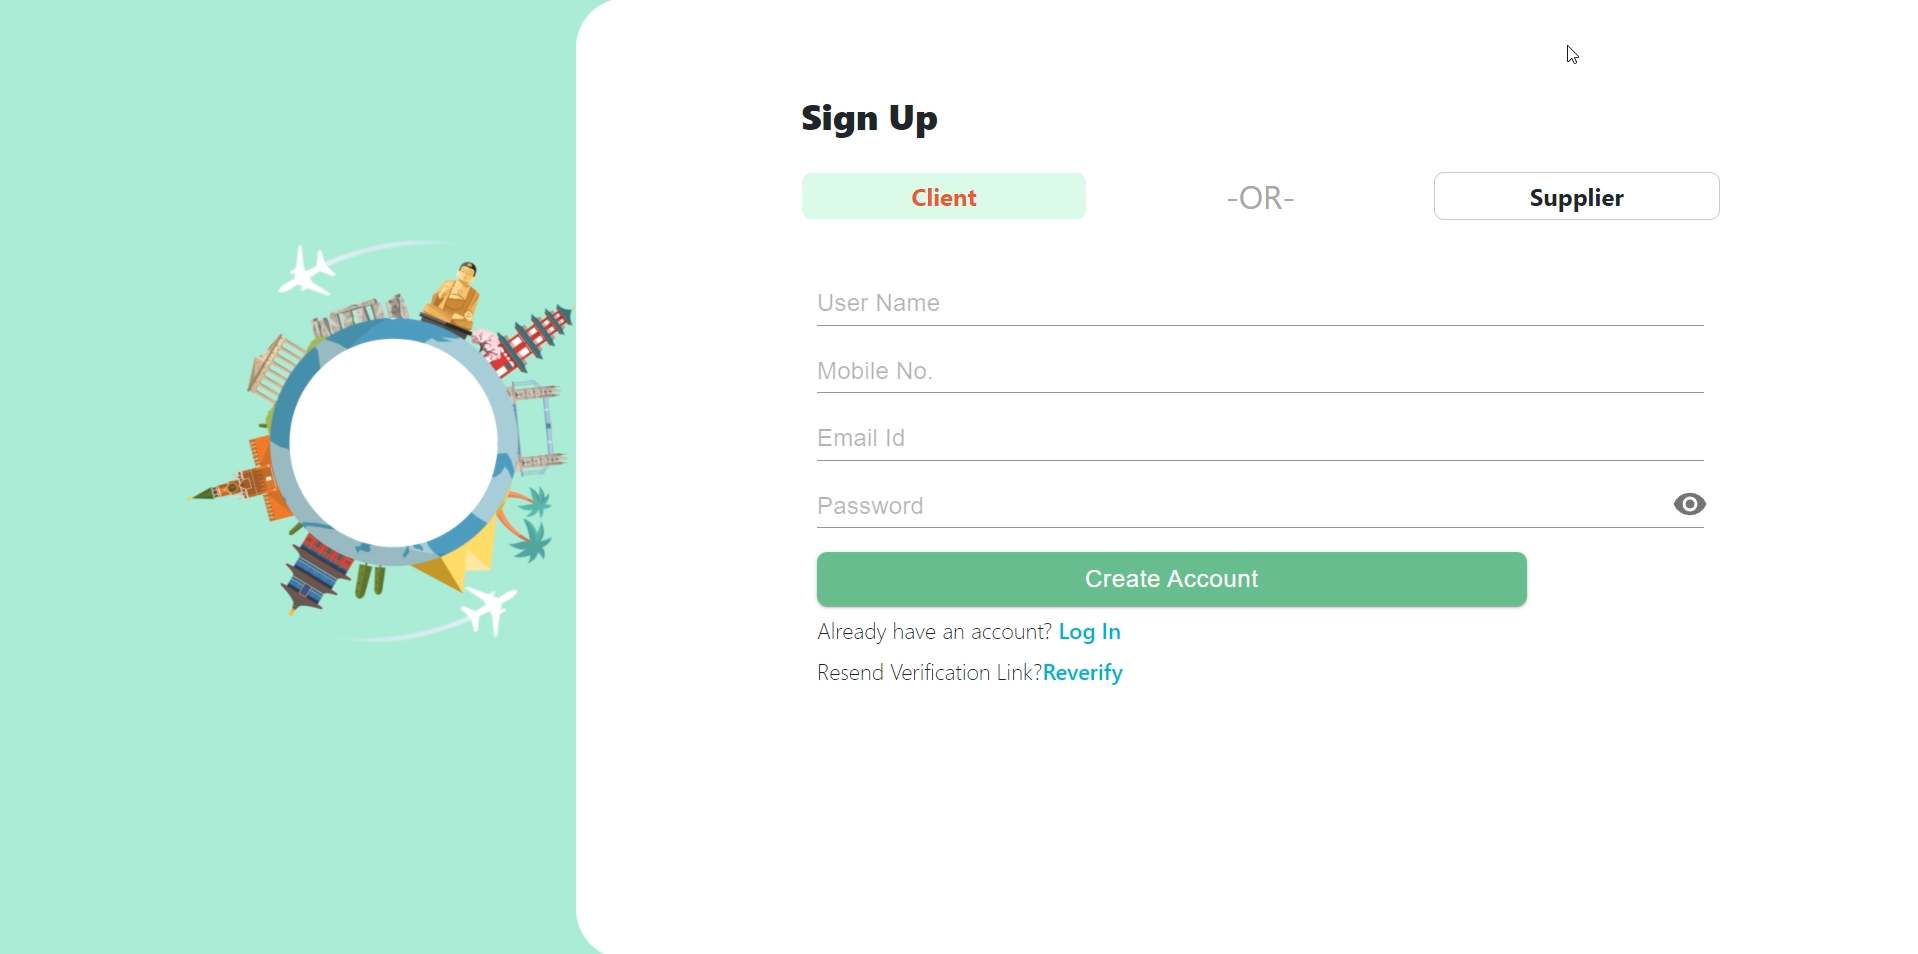 Sign Up
Client -OR- Supplier
User Name
Mobile No.
Email Id
Password
Create Account
Already have an account? Log In
Resend Verification Link?Reverify